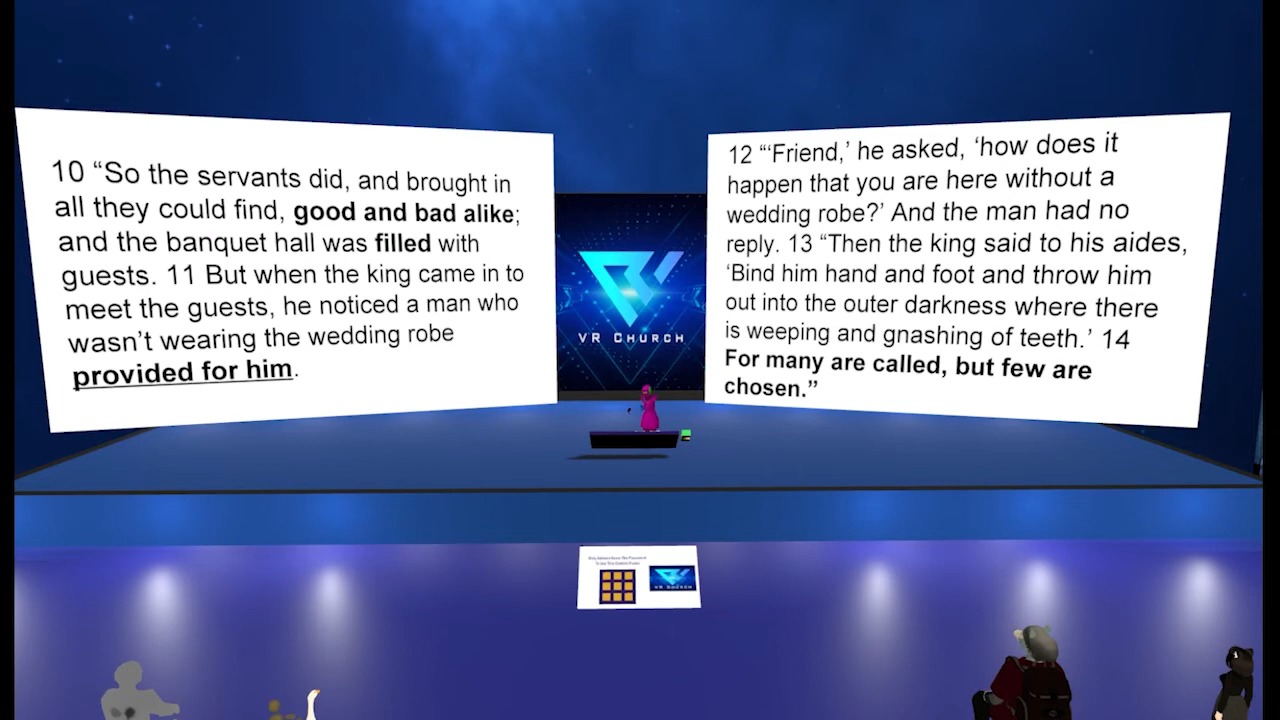 10 “So the servants did, and brought in
all they could find, good and bad alike;
and the banquet hall was filled with
guests. 11 But when the king came in to
meet the guests, he noticed a man who
wasn’t wearing the wedding robe
provided for him.
VR CHURCH
12 “‘Friend,’ he asked, ‘how does it
happen that you are here without a
wedding robe?’ And the man had no
reply. 13 “Then the king said to his aides,
‘Bind him hand and foot and throw him
out into the outer darkness where there
is weeping and gnashing of teeth.’ 14
For many are called, but few are
chosen.”
VR CHURCH